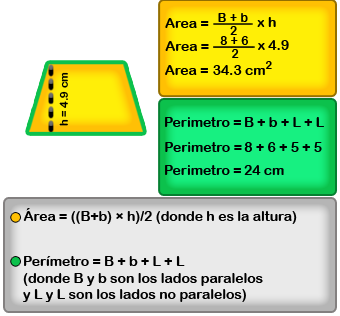 h = 4.9 cm
Area = B + b / 2 x h
Area = 8 + 6 / 2 x 4.9
Area = 34.3 cm²
Perimetro = B + b + L + L
Perimetro = 8 + 6 + 5 + 5
Perimetro = 24 cm
Área = ((B+b) × h)/2 (donde h es la altura)
Perímetro = B + b + L + L
(donde B y b son los lados paralelos
y L y L son los lados no paralelos)